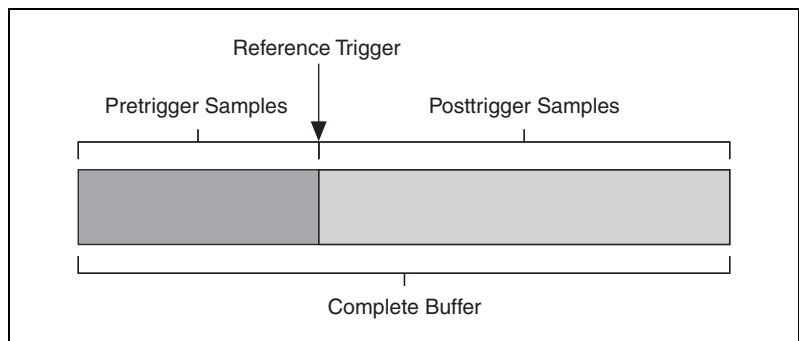 Reference Trigger
Pretrigger Samples
Posttrigger Samples
Complete Buffer